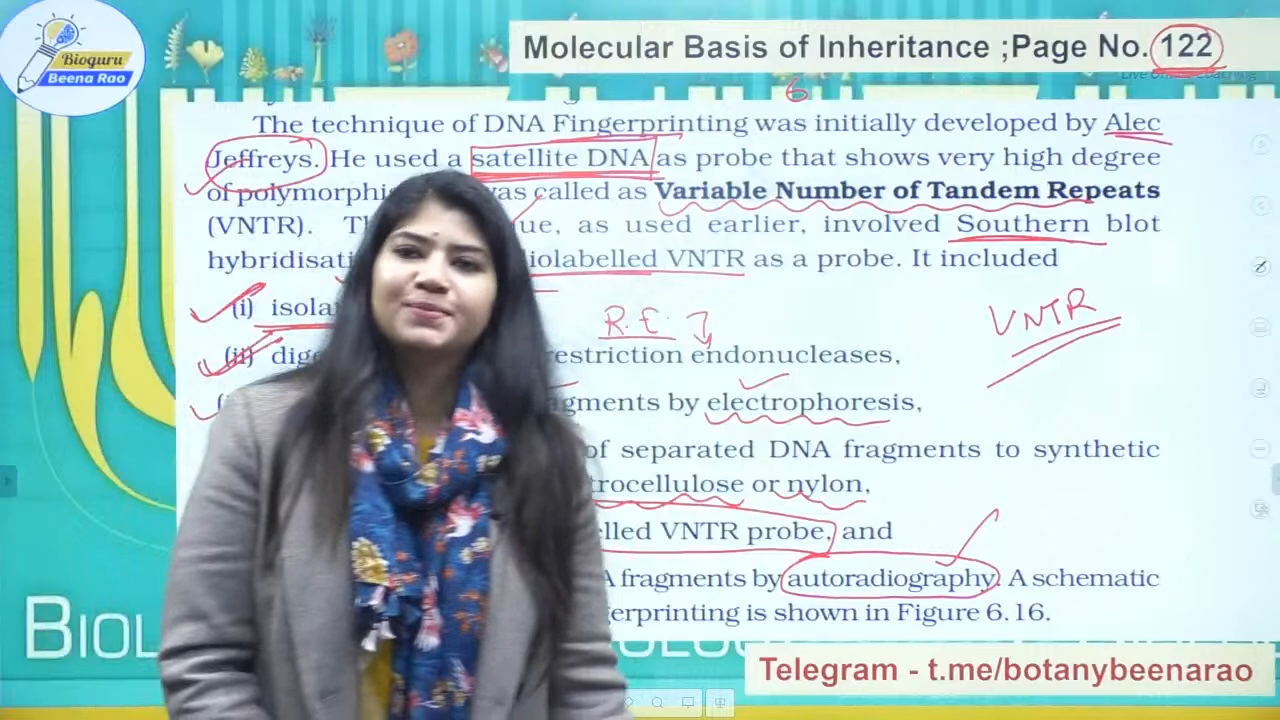 Bioguru
Beena Rao
Molecular Basis of Inheritance ;Page No. 122
6
The technique of DNA Fingerprinting was initially developed by Alec
Jeffreys. He used a satellite DNA as probe that shows very high degree
of polymorphis was called as Variable Number of Tandem Repeats
(VNTR). Th ue, as used earlier, involved Southern blot
hybridisati iolabelled VNTR as a probe. It included
(i) isola
R.E.
VNTR
(ii) dige restriction endonucleases,
gments by electrophoresis,
of separated DNA fragments to synthetic
trocellulose or nylon,
elled VNTR probe, and
A fragments by autoradiography. A schematic
gerprinting is shown in Figure 6.16.
BIOL
Telegram - t.me/botanybeenarao